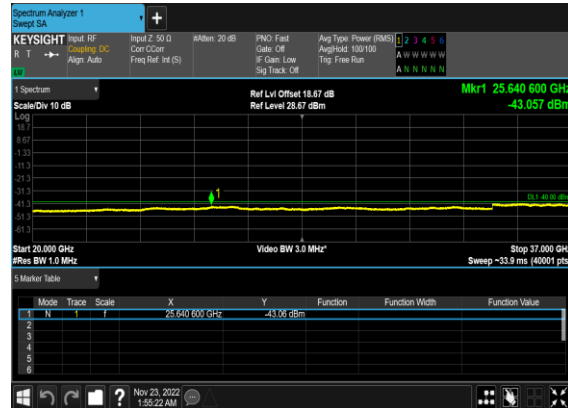 Spectrum Analyzer 1
Swept SA
+
KEYSIGHT Input: RF Input Z: 50 Ω #Atten: 20 dB PNO: Fast Avg Type: Power (RMS) 1 2 3 4 5 6
R T Coupling: DC Corr CCorr Gate: Off Avg|Hold: 100/100 A W W W W W
Align: Auto Freq Ref: Int (S) IF Gain: Low Trig: Free Run
Sig Track: Off A N N N N N
1 Spectrum Ref Lvl Offset 18.67 dB Mkr1 25.640 600 GHz
Scale/Div 10 dB Ref Level 28.67 dBm -43.057 dBm
Log
18.7
8.67
-1.33
-11.3
-21.3
-31.3
1
DL1 -40.00 dBm
-41.3
-51.3
-61.3
Start 20.000 GHz Video BW 3.0 MHz* Stop 37.000 GHz
#Res BW 1.0 MHz Sweep ~33.9 ms (40001 pts)
5 Marker Table
Mode Trace Scale X Y Function Function Width Function Value
1 N 1 f 25.640 600 GHz -43.06 dBm
2
3
4
5
6
? Nov 23, 2022
1:55:22 AM